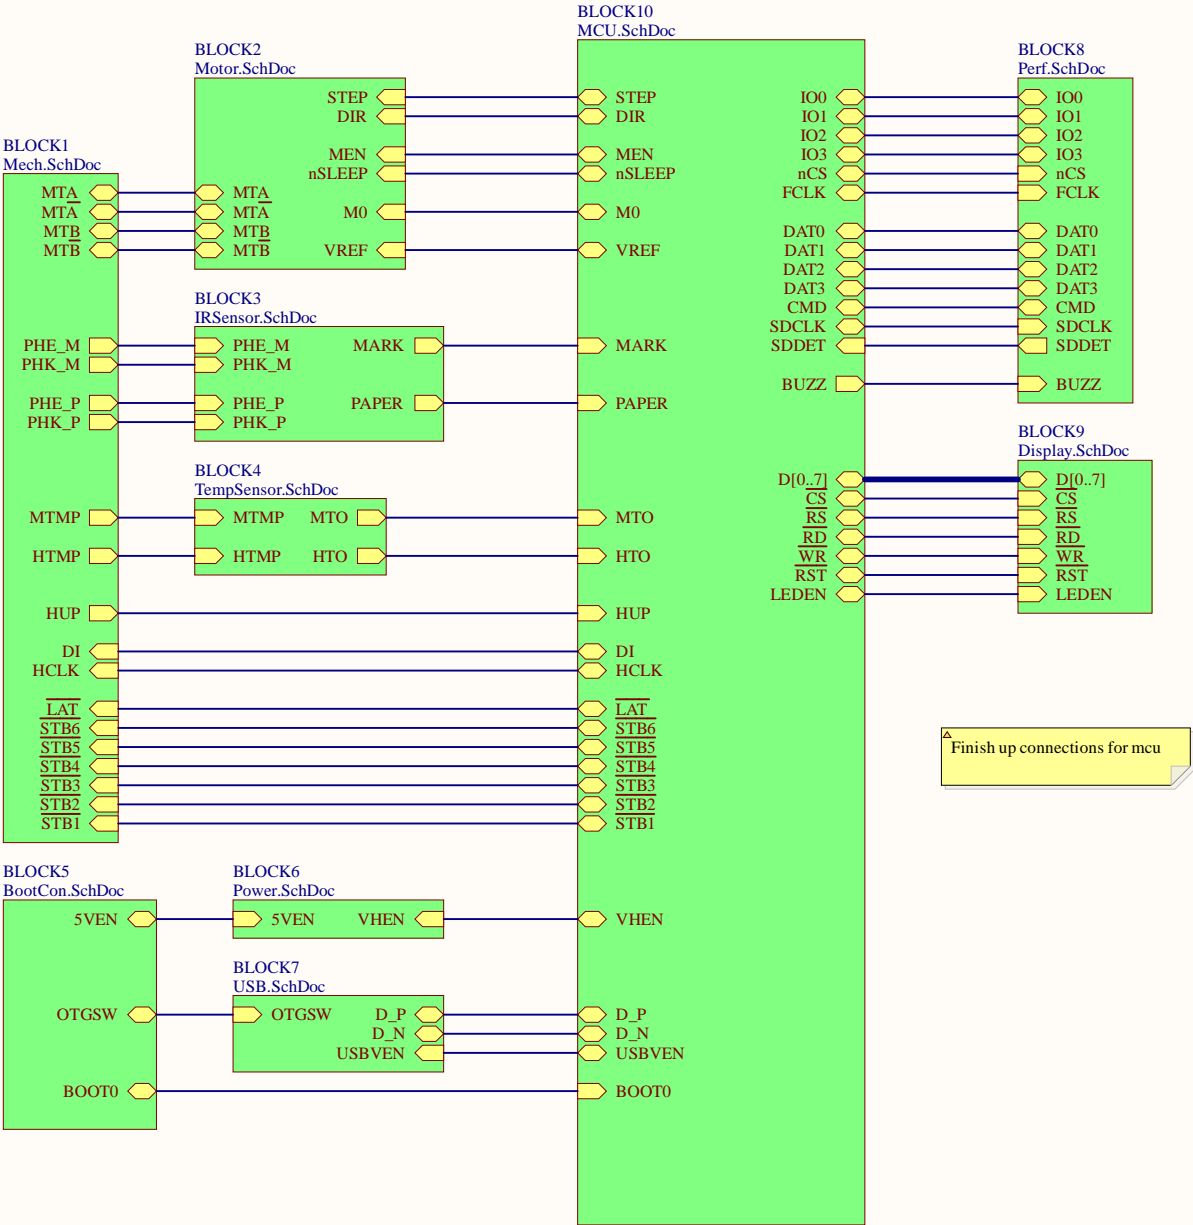 BLOCK10
MCU.SchDoc
BLOCK2
Motor.SchDoc
BLOCK8
Perf.SchDoc
STEP STEP IO0 IO0
DIR DIR IO1 IO1
IO2 IO2
BLOCK1
Mech.SchDoc
MEN MEN IO3 IO3
nSLEEP nSLEEP nCS nCS
MTA MTA FCLK FCLK
MTA MTA M0 M0
MTB MTB DAT0 DAT0
MTB MTB VREF VREF DAT1 DAT1
DAT2 DAT2
DAT3 DAT3
BLOCK3
IRSensor.SchDoc
CMD CMD
SDCLK SDCLK
PHE_M PHE_M MARK MARK SDDET SDDET
PHK_M PHK_M
BUZZ BUZZ
PHE_P PHE_P PAPER PAPER
PHK_P PHK_P
BLOCK9
Display.SchDoc
BLOCK4
TempSensor.SchDoc
D[0..7] D[0..7]
CS CS
MTMP MTMP MTO MTO RS RS
RD RD
HTMP HTMP HTO HTO WR WR
RST RST
LEDEN LEDEN
HUP HUP
DI DI
HCLK HCLK
LAT LAT
STB6 STB6
STB5 STB5
Finish up connections for mcu
STB4 STB4
STB3 STB3
STB2 STB2
STB1 STB1
BLOCK5
BootCon.SchDoc
BLOCK6
Power.SchDoc
5VEN 5VEN VHEN VHEN
BLOCK7
USB.SchDoc
OTGSW OTGSW D_P D_P
D_N D_N
USBVEN USBVEN
BOOT0 BOOT0